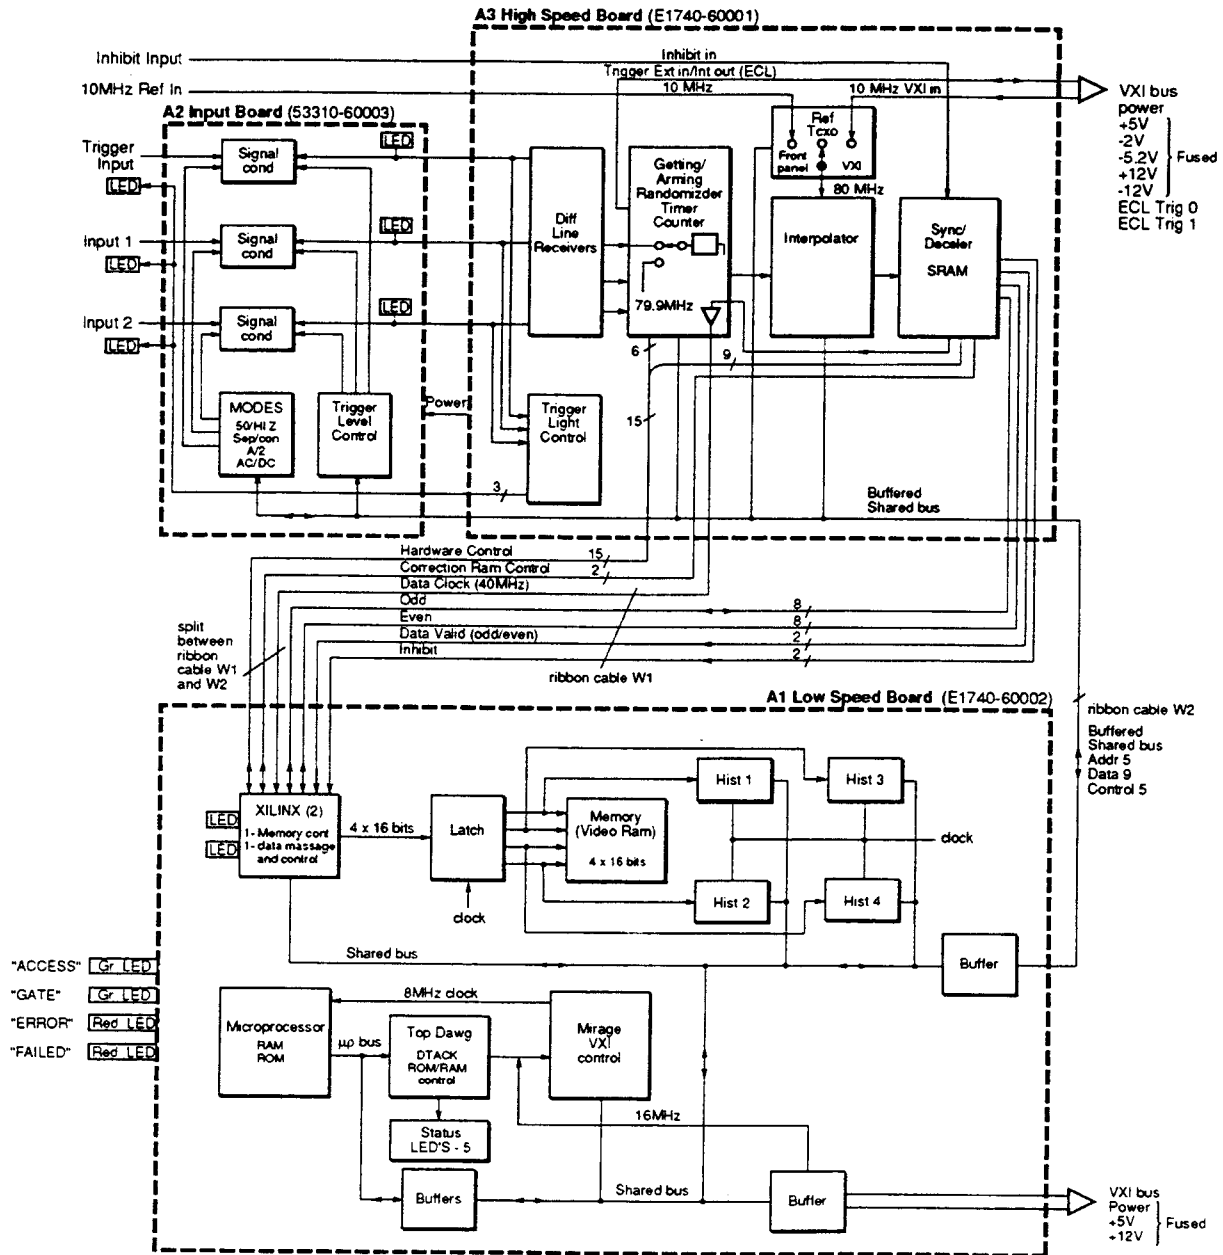 A3 High Speed Board (E1740-60001)
Inhibit Input
Inhibit in
Trigger Ext in/Int out (ECL)
10MHz Ref In
10 MHz
10 MHz VXI in
VXI bus
power
+5V
-2V
-5.2V
+12V
-12V
Fused
ECL Trig 0
ECL Trig 1
A2 Input Board (53310-60003)
Trigger
Input
LED
Signal
cond
LED
Input 1
LED
Signal
cond
LED
Input 2
LED
Signal
cond
LED
Diff
Line
Receivers
Getting/
Arming
Randomizder
Timer
Counter
79.9MHz
Ref
Tcxo
Front
panel
VXI
80 MHz
Interpolator
Sync/
Deceler
SRAM
6
9
15
MODES
50/HI Z
Sep/con
A/2
AC/DC
Trigger
Level
Control
Power
Trigger
Light
Control
3
Buffered
Shared bus
Hardware Control
15
Correction Ram Control
2
Data Clock (40MHz)
Odd
8
Even
8
Data Valid (odd/even)
2
Inhibit
2
split
between
ribbon
cable W1
and W2
ribbon cable W1
A1 Low Speed Board (E1740-60002)
ribbon cable W2
Buffered
Shared bus
Addr 5
Data 9
Control 5
LED
LED
XILINX (2)
1- Memory cont
1- data massage
and control
4 x 16 bits
Latch
clock
Memory
(Video Ram)
4 x 16 bits
Hist 1
Hist 3
clock
Hist 2
Hist 4
Shared bus
Buffer
"ACCESS" Gr LED
"GATE" Gr LED
"ERROR" Red LED
"FAILED" Red LED
Microprocessor
RAM
ROM
8MHz clock
µp bus
Top Dawg
DTACK
ROM/RAM
control
Mirage
VXI
control
Status
LED'S - 5
16MHz
Buffers
Shared bus
Buffer
VXI bus
Power
+5V
+12V
Fused